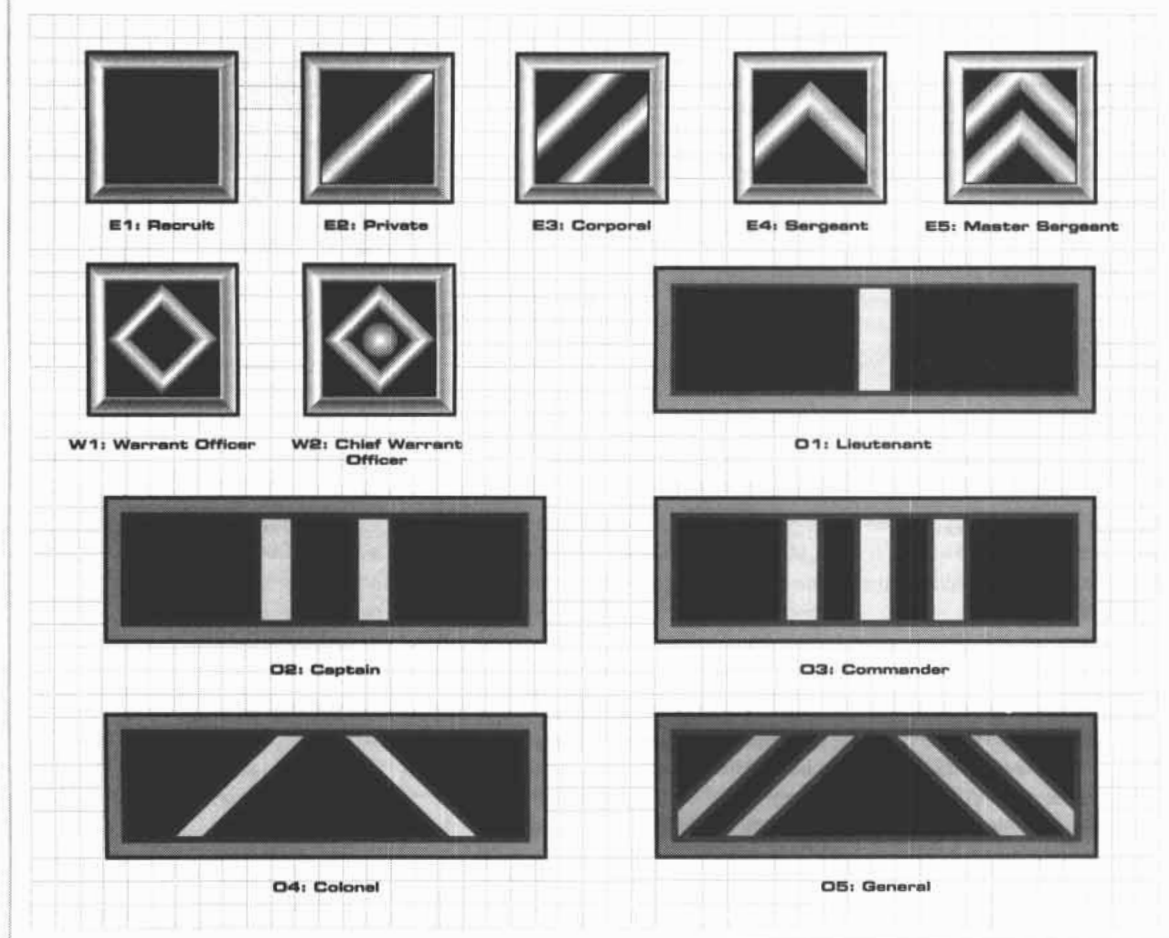 E1: Recruit
E2: Private
E3: Corporal
E4: Sergeant
E5: Master Sergeant
W1: Warrant Officer
W2: Chief Warrant
Officer
O1: Lieutenant
O2: Captain
O3: Commander
O4: Colonel
O5: General